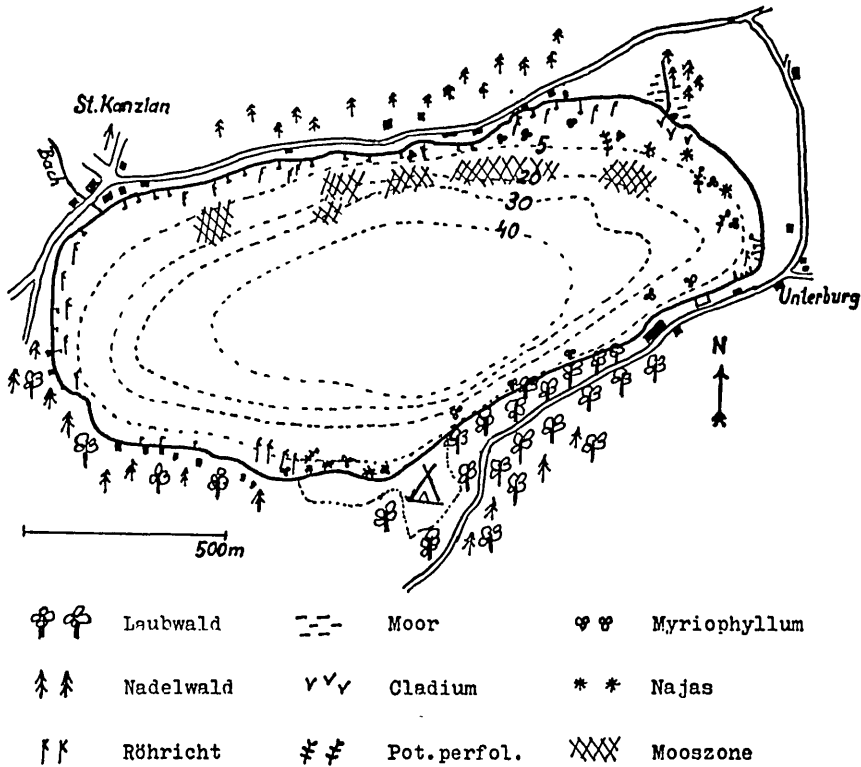 St. Kanzian
Bach
5
20
30
40
Unterburg
N
500m
Laubwald
Moor
Myriophyllum
Nadelwald
Cladium
Najas
Röhricht
Pot.perfol.
Mooszone